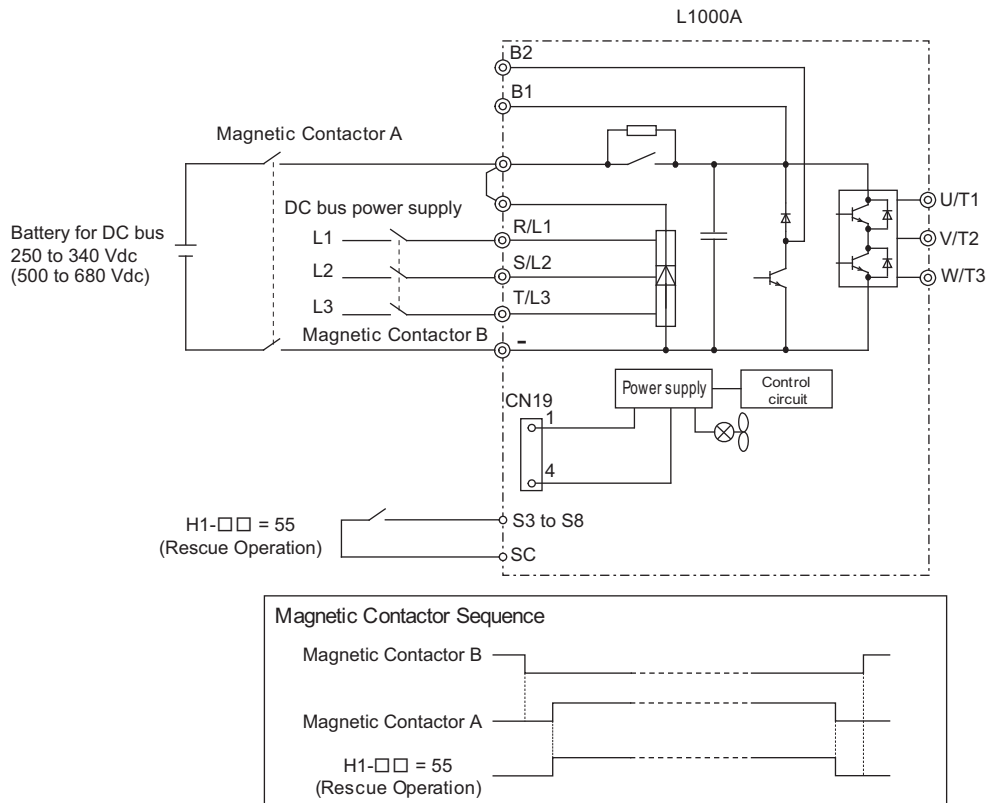 L1000A
B2
B1
Magnetic Contactor A
DC bus power supply
U/T1
Battery for DC bus
250 to 340 Vdc
(500 to 680 Vdc)
L1
R/L1
V/T2
L2
S/L2
W/T3
L3
T/L3
Magnetic Contactor B
-
Power supply
Control
circuit
CN19
1
4
H1-□□ = 55
(Rescue Operation)
S3 to S8
SC
Magnetic Contactor Sequence
Magnetic Contactor B
Magnetic Contactor A
H1-□□ = 55
(Rescue Operation)